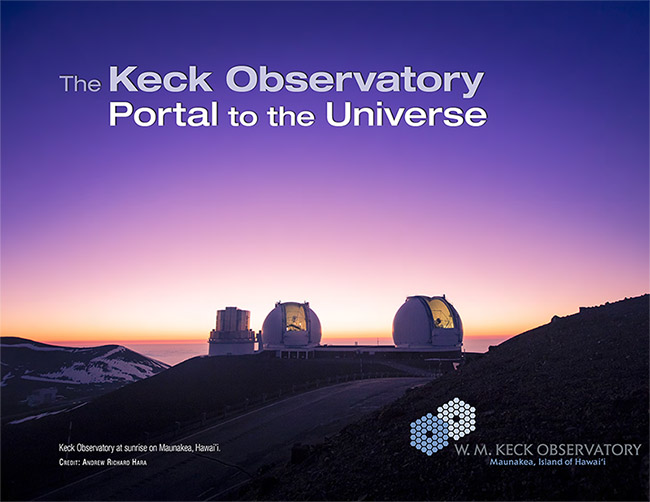 The Keck Observatory
Portal to the Universe
Keck Observatory at sunrise on Maunakea, Hawai'i.
Credit: Andrew Richard Hara
W. M. KECK OBSERVATORY
Maunakea, Island of Hawai'i